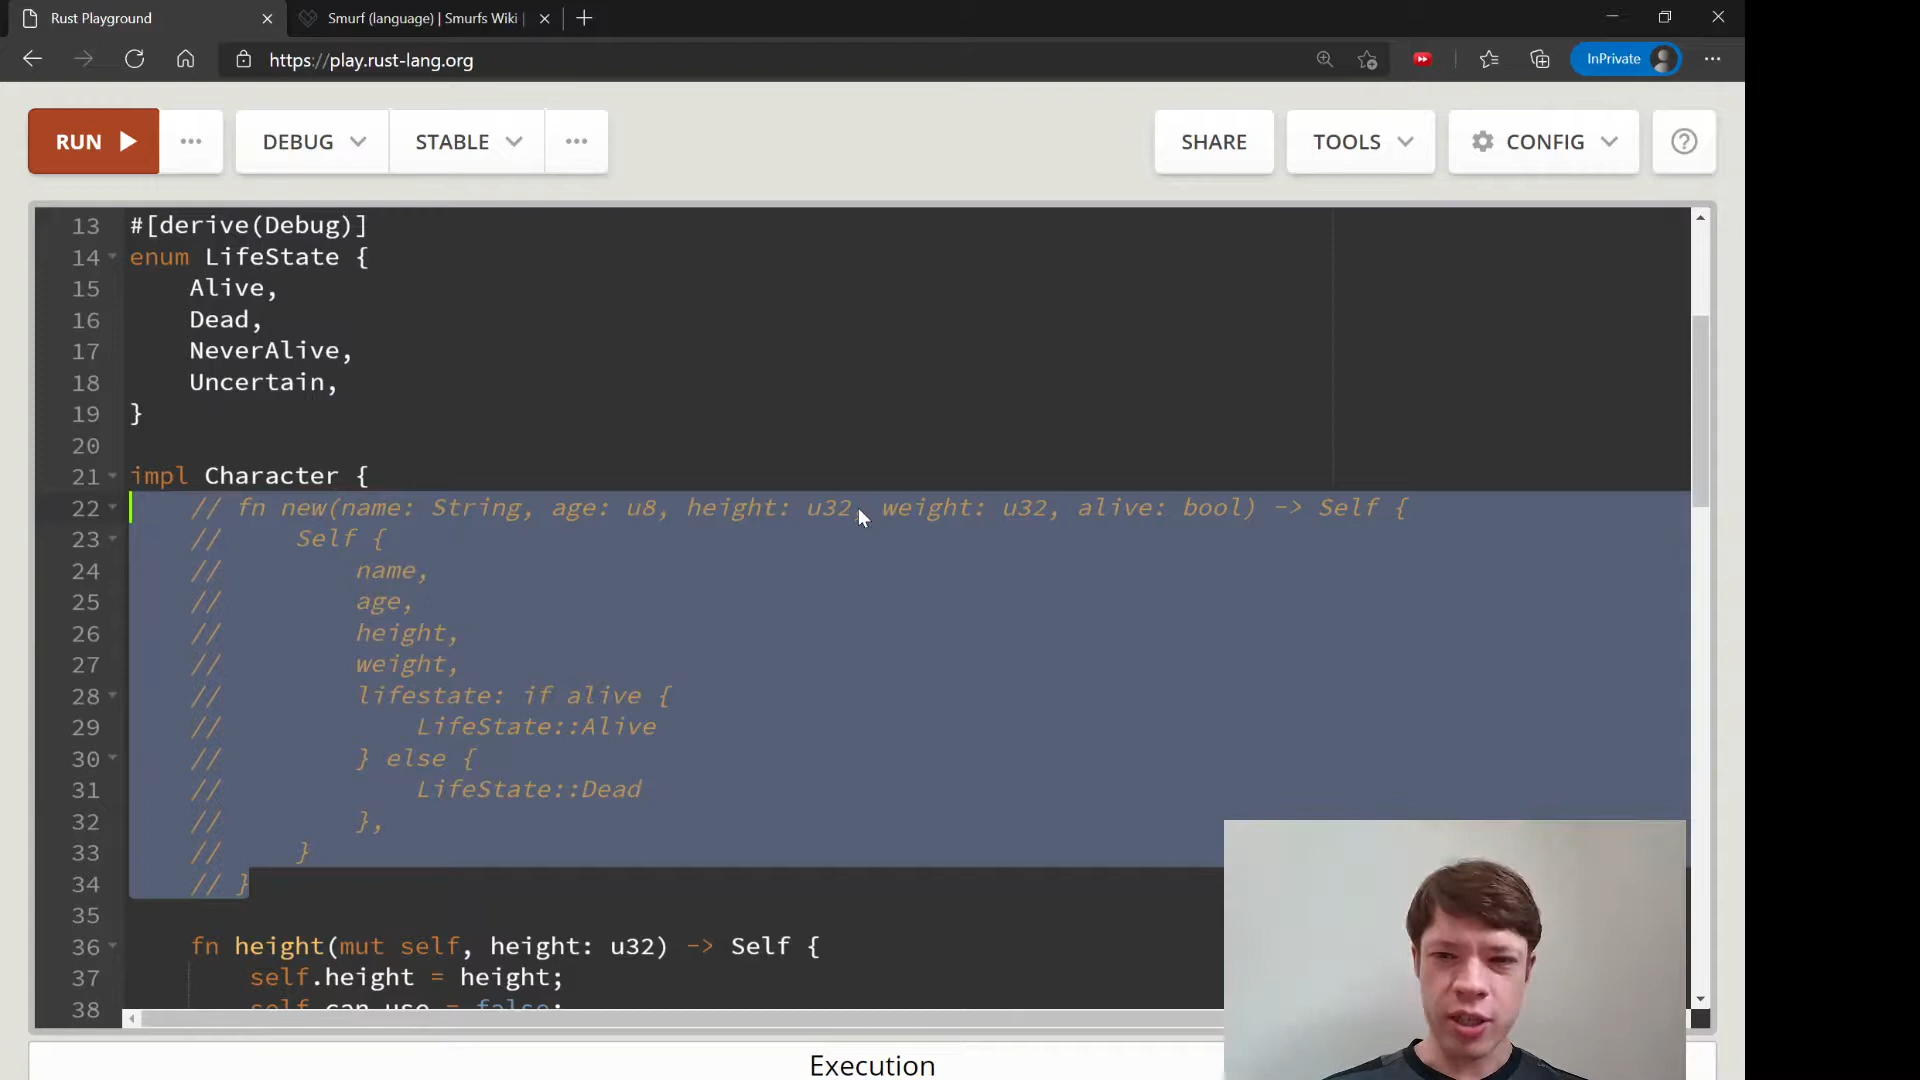 Rust Playground
Smurf (language) | Smurfs Wiki
https://play.rust-lang.org
InPrivate
RUN
DEBUG
STABLE
SHARE
TOOLS
CONFIG
13 #[derive(Debug)]
14 enum LifeState {
15     Alive,
16     Dead,
17     NeverAlive,
18     Uncertain,
19 }
20
21 impl Character {
22     // fn new(name: String, age: u8, height: u32, weight: u32, alive: bool) -> Self {
23     //     Self {
24     //         name,
25     //         age,
26     //         height,
27     //         weight,
28     //         lifestate: if alive {
29     //             LifeState::Alive
30     //         } else {
31     //             LifeState::Dead
32     //         },
33     //     }
34     // }
35
36     fn height(mut self, height: u32) -> Self {
37         self.height = height;
38         self.can_use = false;
Execution